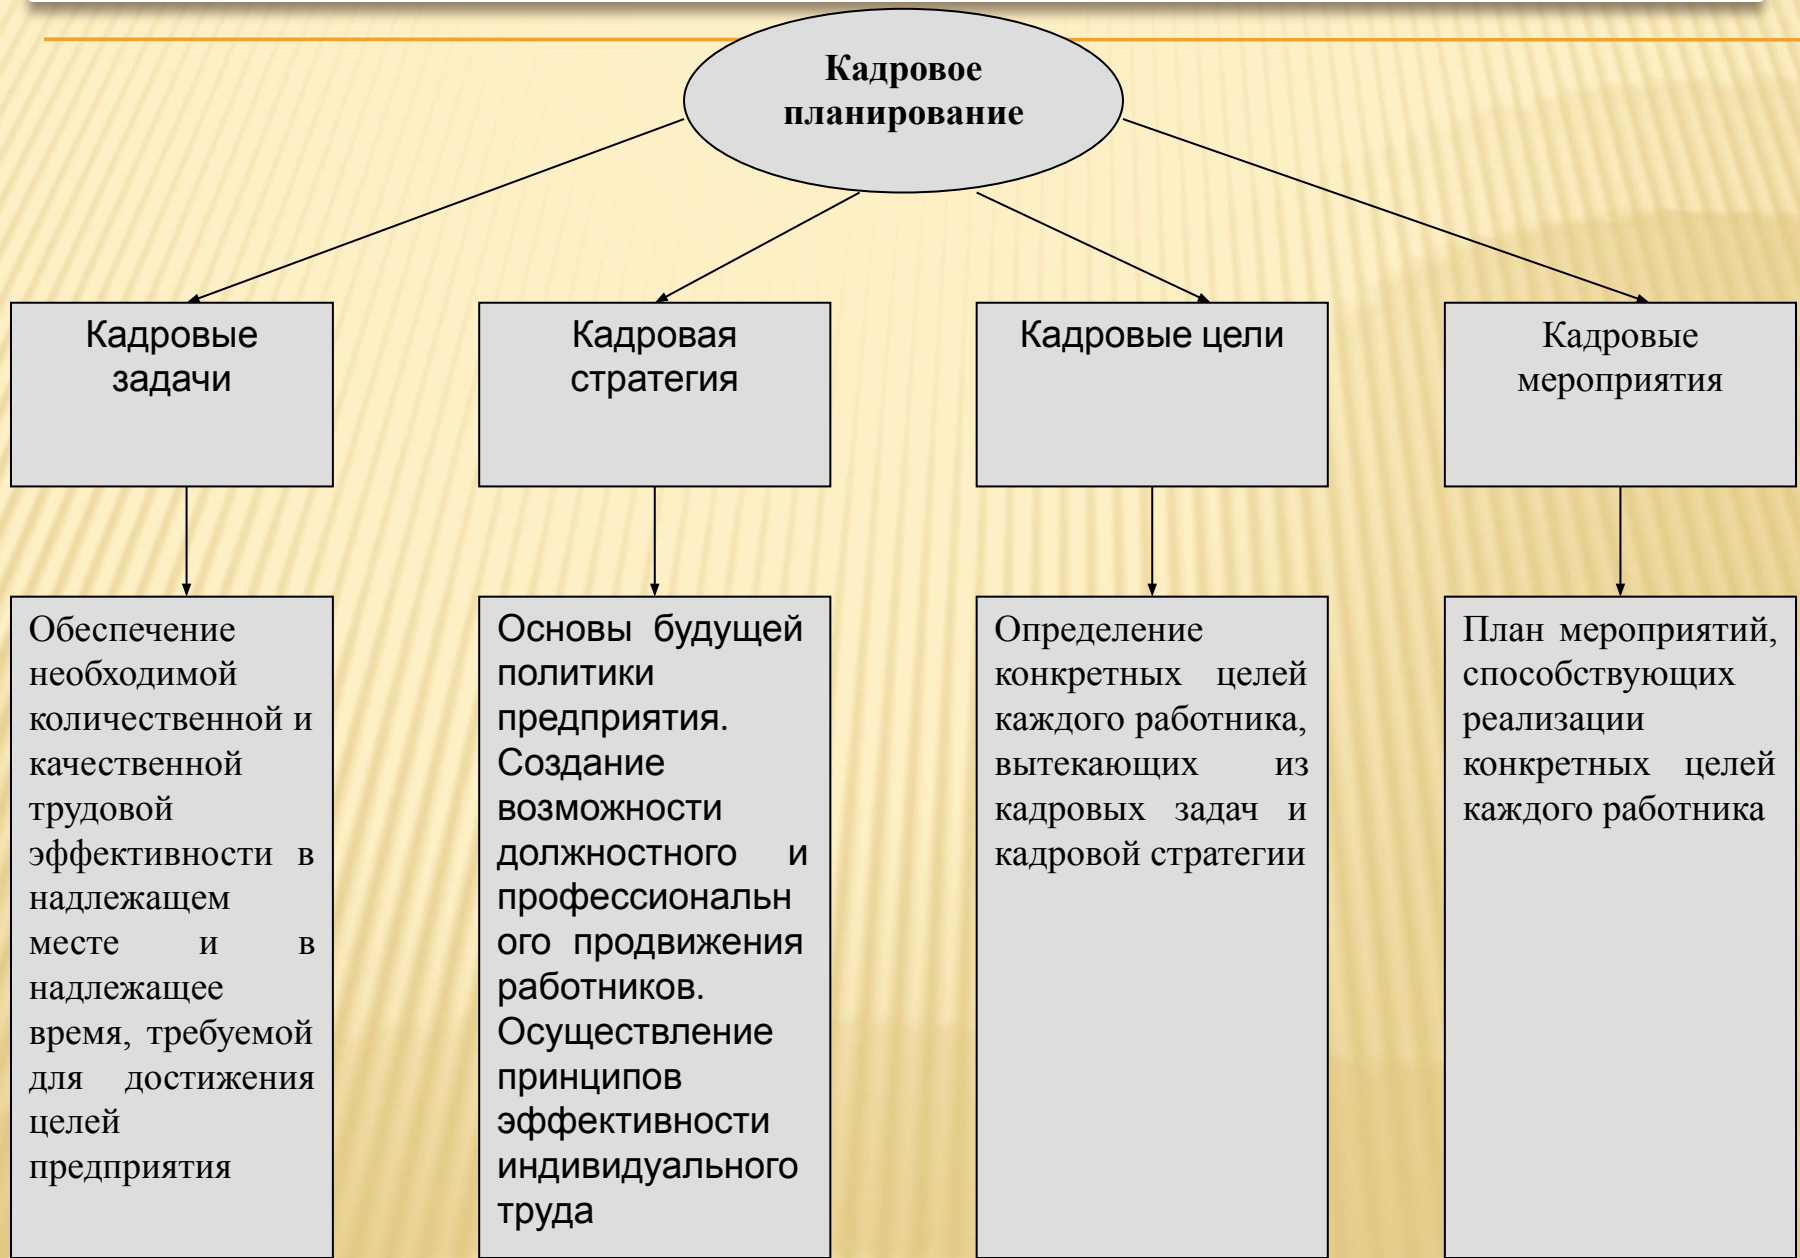 Кадровое
планирование
Кадровые
задачи
Кадровая
стратегия
Кадровые цели
Кадровые
мероприятия
Обеспечение
необходимой
количественной и
качественной
трудовой
эффективности в
надлежащем
месте и в
надлежащее
время, требуемой
для достижения
целей
предприятия
Основы будущей
политики
предприятия.
Создание
возможности
должностного и
профессиональн
ого продвижения
работников.
Осуществление
принципов
эффективности
индивидуального
труда
Определение
конкретных целей
каждого работника,
вытекающих из
кадровых задач и
кадровой стратегии
План мероприятий,
способствующих
реализации
конкретных целей
каждого работника